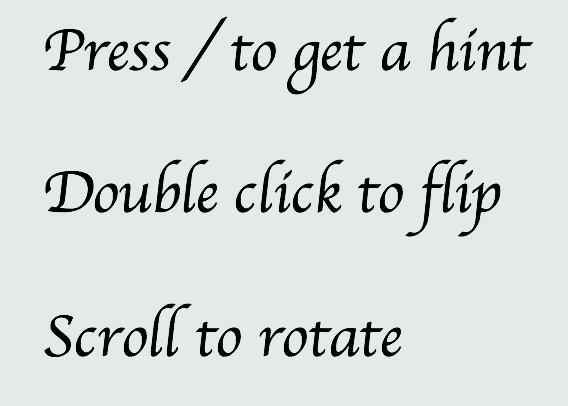 Press / to get a hint
Double click to flip
Scroll to rotate